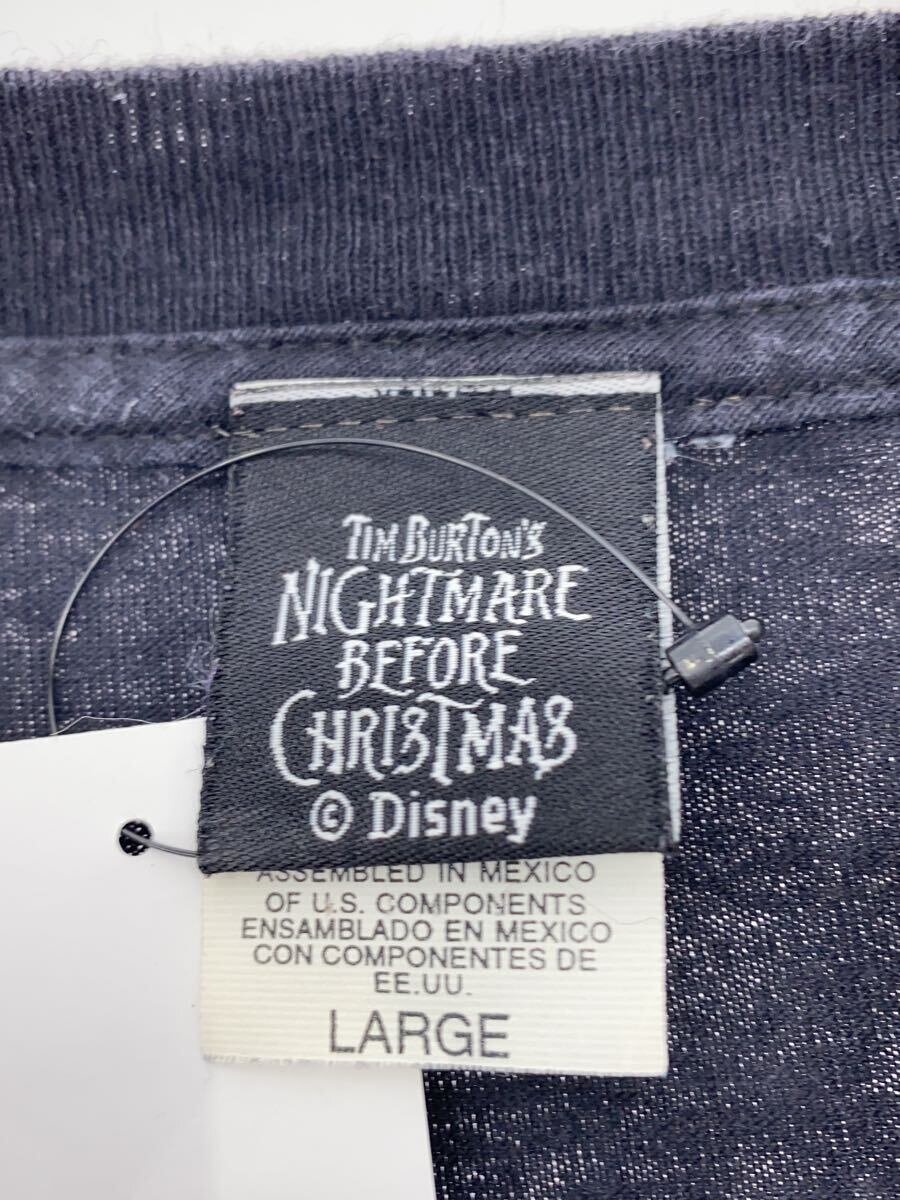 TIM BURTON'S
NIGHTMARE
BEFORE
CHRISTMAS
© Disney
ASSEMBLED IN MEXICO
OF U.S. COMPONENTS
ENSAMBLADO EN MEXICO
CON COMPONENTES DE
EE.UU.
LARGE